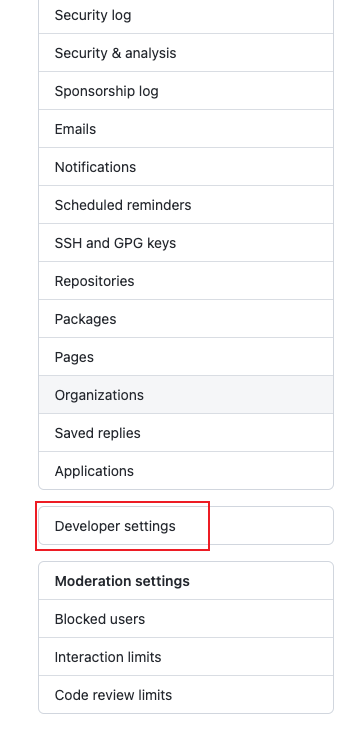 Security log
Security & analysis
Sponsorship log
Emails
Notifications
Scheduled reminders
SSH and GPG keys
Repositories
Packages
Pages
Organizations
Saved replies
Applications
Developer settings
Moderation settings
Blocked users
Interaction limits
Code review limits